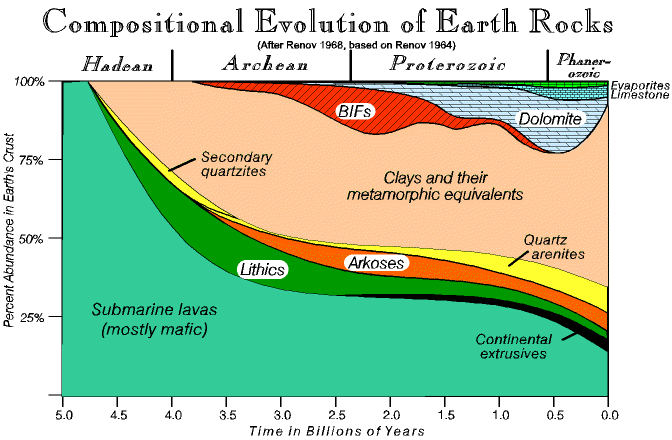 Compositional Evolution of Earth Rocks
(After Renov 1968, based on Renov 1964)
Hadean
Archean
Proterozoic
Phaner-
ozoic
100%
75%
50%
25%
Percent Abundance in Earth's Crust
Evaporites
Limestone
BIFs
Dolomite
Secondary
quartzites
Clays and their
metamorphic equivalents
Quartz
arenites
Lithics
Arkoses
Submarine lavas
(mostly mafic)
Continental
extrusives
5.0 4.5 4.0 3.5 3.0 2.5 2.0 1.5 1.0 0.5 0.0
Time in Billions of Years